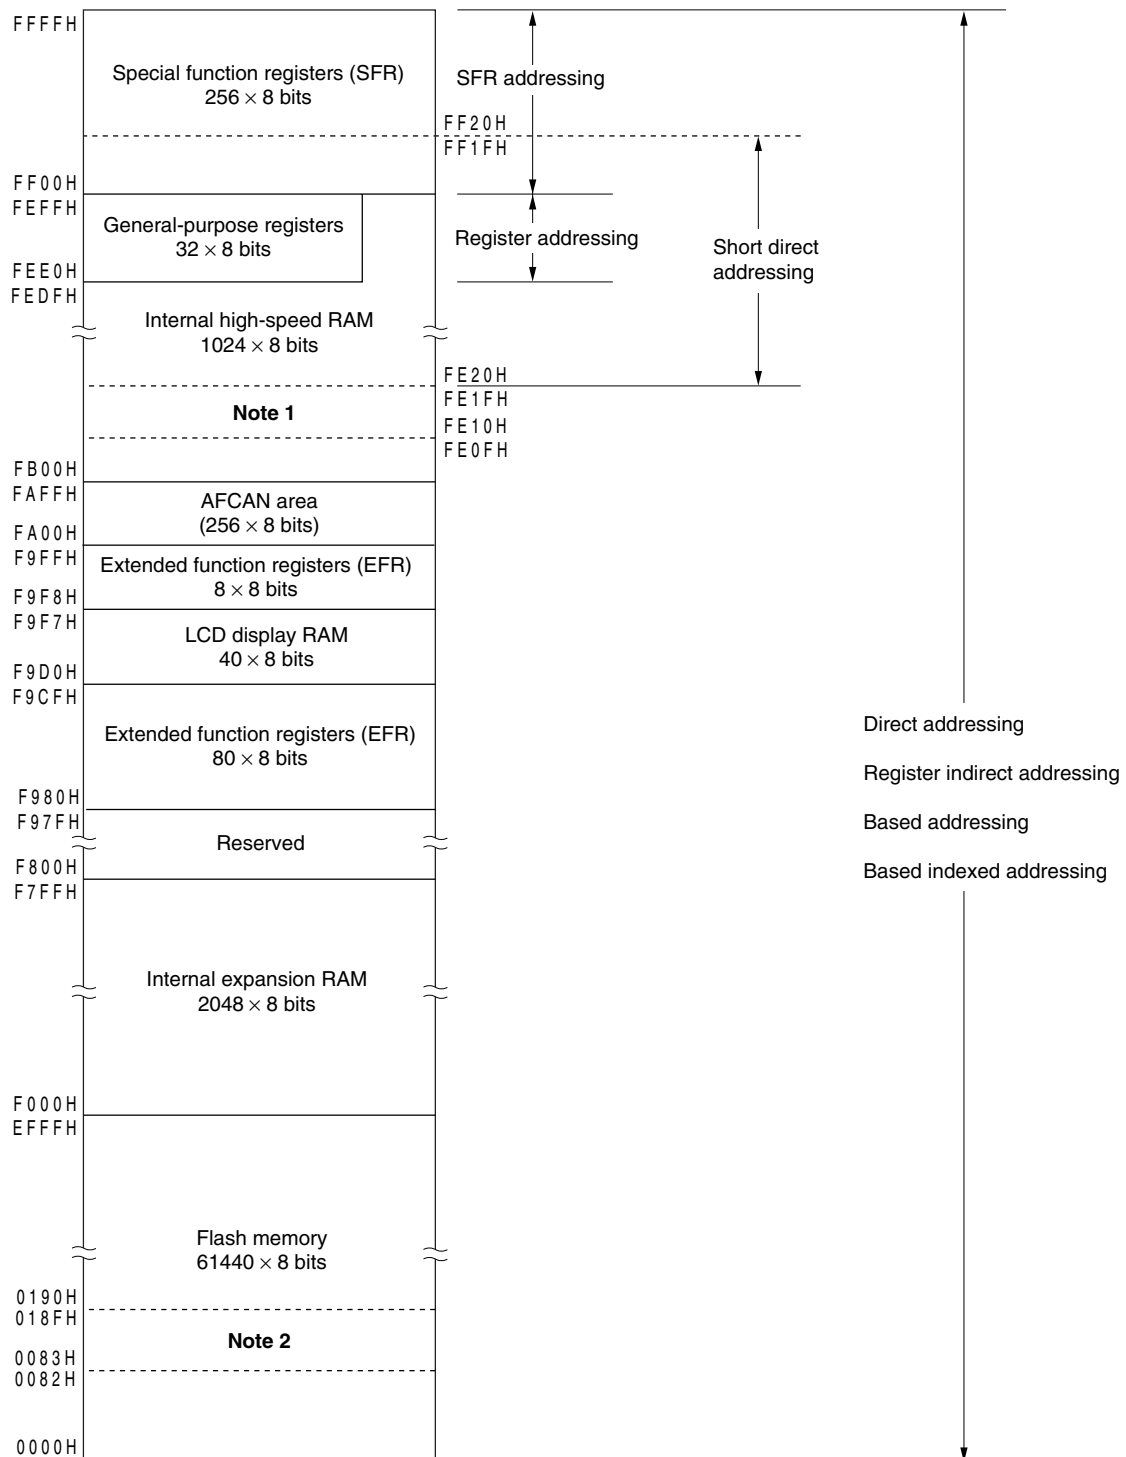 FFFFH
Special function registers (SFR)
256 × 8 bits
SFR addressing
FF20H
FF1FH
FF00H
FEFFH
General-purpose registers
32 × 8 bits
Register addressing
Short direct
addressing
FEE0H
FEDFH
Internal high-speed RAM
1024 × 8 bits
FE20H
FE1FH
Note 1
FE10H
FE0FH
FB00H
FAFFH
AFCAN area
(256 × 8 bits)
FA00H
F9FFH
Extended function registers (EFR)
8 × 8 bits
F9F8H
F9F7H
LCD display RAM
40 × 8 bits
F9D0H
F9CFH
Extended function registers (EFR)
80 × 8 bits
Direct addressing
Register indirect addressing
Based addressing
Based indexed addressing
F980H
F97FH
Reserved
F800H
F7FFH
Internal expansion RAM
2048 × 8 bits
F000H
EFFFH
Flash memory
61440 × 8 bits
0190H
018FH
Note 2
0083H
0082H
0000H